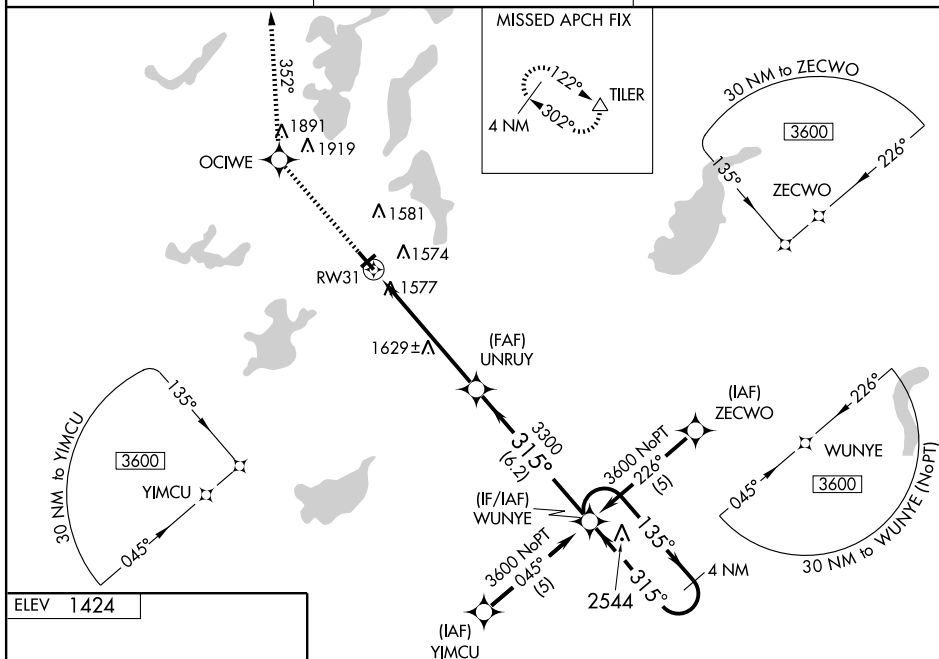 MISSED APCH FIX
122°
TILER
302°
4 NM
30 NM to ZECWO
3600
135°
226°
ZECWO
352°
1891
1919
OCIWE
1581
1574
RW31
1577
1629±
(FAF)
UNRUY
3300
315°
(6.2)
(IAF)
ZECWO
3600 NoPT
226°
(5)
(IF/IAF)
WUNYE
135°
315°
4 NM
2544
3600 NoPT
045°
(5)
(IAF)
YIMCU
30 NM to YIMCU
135°
3600
YIMCU
045°
226°
WUNYE
045°
3600
30 NM to WUNYE (NoPT)
ELEV 1424